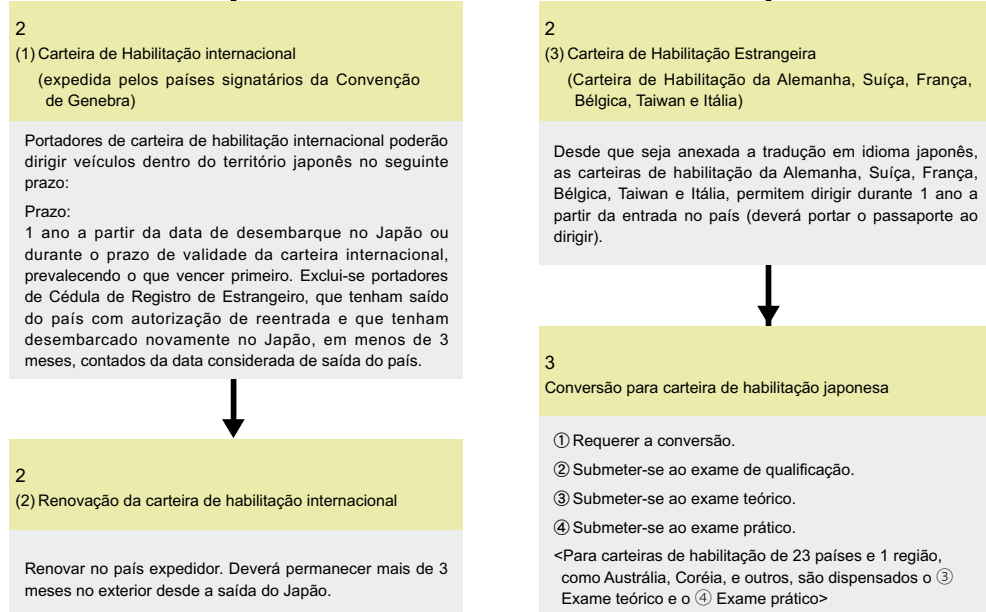 2
(1) Carteira de Habilitação internacional
(expedida pelos países signatários da Convenção
de Genebra)
Portadores de carteira de habilitação internacional poderão
dirigir veículos dentro do território japonês no seguinte
prazo:
Prazo:
1 ano a partir da data de desembarque no Japão ou
durante o prazo de validade da carteira internacional,
prevalecendo o que vencer primeiro. Exclui-se portadores
de Cédula de Registro de Estrangeiro, que tenham saído
do país com autorização de reentrada e que tenham
desembarcado novamente no Japão, em menos de 3
meses, contados da data considerada de saída do país.
2
(2) Renovação da carteira de habilitação internacional
Renovar no país expedidor. Deverá permanecer mais de 3
meses no exterior desde a saída do Japão.
2
(3) Carteira de Habilitação Estrangeira
(Carteira de Habilitação da Alemanha, Suíça, França,
Bélgica, Taiwan e Itália)
Desde que seja anexada a tradução em idioma japonês,
as carteiras de habilitação da Alemanha, Suíça, França,
Bélgica, Taiwan e Itália, permitem dirigir durante 1 ano a
partir da entrada no país (deverá portar o passaporte ao
dirigir).
3
Conversão para carteira de habilitação japonesa
① Requerer a conversão.
② Submeter-se ao exame de qualificação.
③ Submeter-se ao exame teórico.
④ Submeter-se ao exame prático.
<Para carteiras de habilitação de 23 países e 1 região,
como Austrália, Coréia, e outros, são dispensados o ③
Exame teórico e o ④ Exame prático>